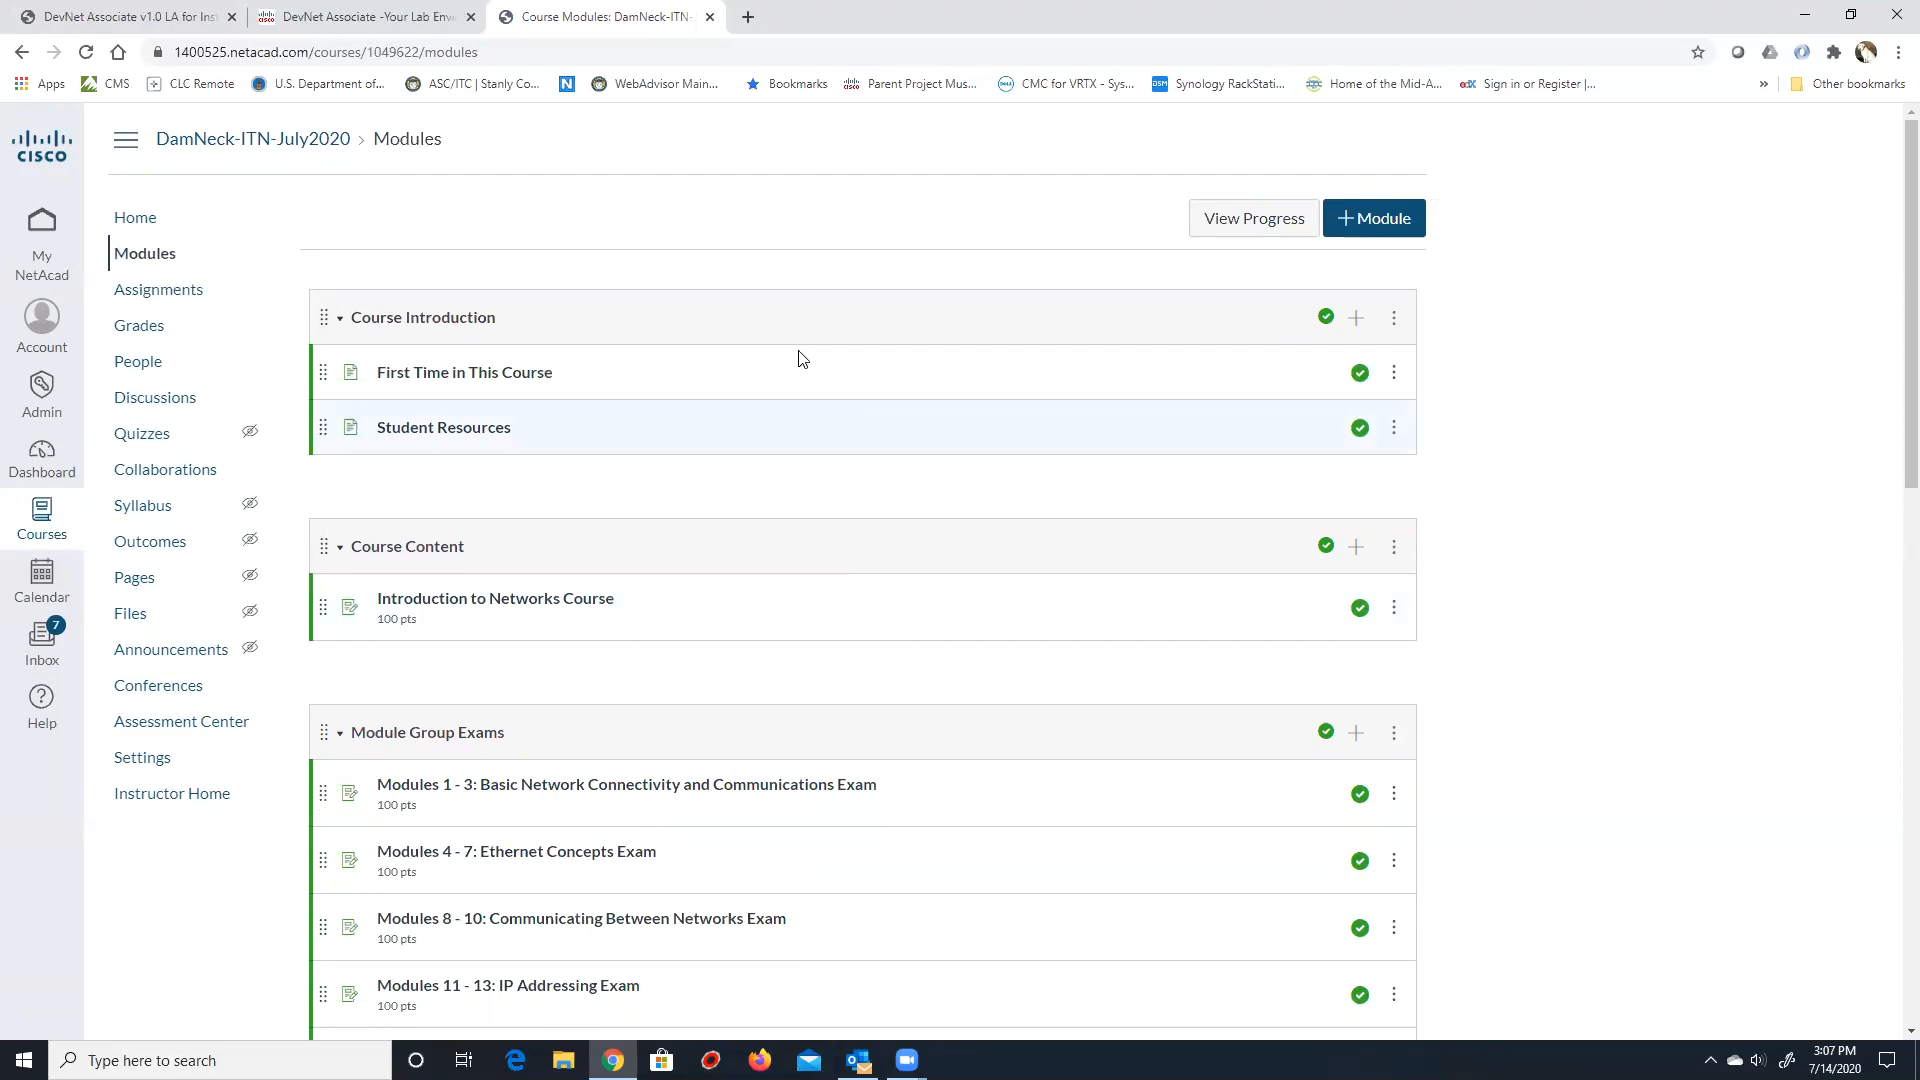 DevNet Associate v1.0 LA for Inst
DevNet Associate -Your Lab Envi
Course Modules: DamNeck-ITN-
1400525.netacad.com/courses/1049622/modules
Apps
CMS
CLC Remote
U.S. Department of...
ASC/ITC | Stanly Co...
WebAdvisor Main...
Bookmarks
Parent Project Mus...
CMC for VRTX - Sys...
Synology RackStati...
Home of the Mid-A...
Sign in or Register |...
»
Other bookmarks
CISCO
My
NetAcad
Account
Admin
Dashboard
Courses
Calendar
7
Inbox
Help
DamNeck-ITN-July2020 › Modules
Home
Modules
Assignments
Grades
People
Discussions
Quizzes
Collaborations
Syllabus
Outcomes
Pages
Files
Announcements
Conferences
Assessment Center
Settings
Instructor Home
View Progress
+ Module
Course Introduction
First Time in This Course
Student Resources
Course Content
Introduction to Networks Course
100 pts
Module Group Exams
Modules 1 - 3: Basic Network Connectivity and Communications Exam
100 pts
Modules 4 - 7: Ethernet Concepts Exam
100 pts
Modules 8 - 10: Communicating Between Networks Exam
100 pts
Modules 11 - 13: IP Addressing Exam
100 pts
Type here to search
3:07 PM
7/14/2020